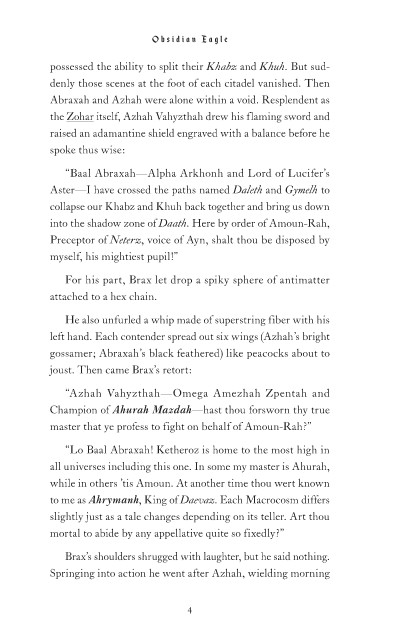 Obsidian Eagle
possessed the ability to split their Khabz and Khuh. But sud-
denly those scenes at the foot of each citadel vanished. Then
Abraxah and Azhah were alone within a void. Resplendent as
the Zohar itself, Azhah Vahyzthah drew his flaming sword and
raised an adamantine shield engraved with a balance before he
spoke thus wise:
“Baal Abraxah—Alpha Arkhonh and Lord of Lucifer’s
Aster—I have crossed the paths named Daleth and Gymelh to
collapse our Khabz and Khuh back together and bring us down
into the shadow zone of Daath. Here by order of Amoun-Rah,
Preceptor of Neterz, voice of Ayn, shalt thou be disposed by
myself, his mightiest pupil!”
For his part, Brax let drop a spiky sphere of antimatter
attached to a hex chain.
He also unfurled a whip made of superstring fiber with his
left hand. Each contender spread out six wings (Azhah’s bright
gossamer; Abraxah’s black feathered) like peacocks about to
joust. Then came Brax’s retort:
“Azhah Vahyzthah—Omega Amezhah Zpentah and
Champion of Ahurah Mazdah—hast thou forsworn thy true
master that ye profess to fight on behalf of Amoun-Rah?”
“Lo Baal Abraxah! Ketheroz is home to the most high in
all universes including this one. In some my master is Ahurah,
while in others ’tis Amoun. At another time thou wert known
to me as Ahrymanh, King of Daevaz. Each Macrocosm differs
slightly just as a tale changes depending on its teller. Art thou
mortal to abide by any appellative quite so fixedly?”
Brax’s shoulders shrugged with laughter, but he said nothing.
Springing into action he went after Azhah, wielding morning
4